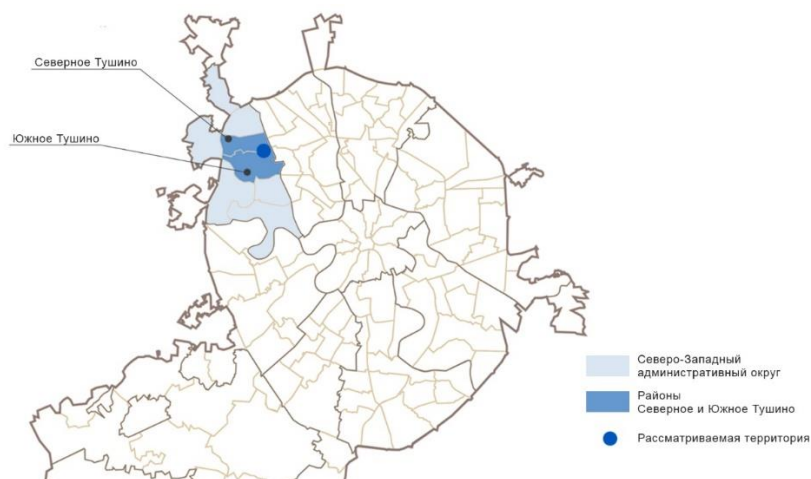 Северное Тушино
Южное Тушино
Северо-Западный
административный округ
Районы
Северное и Южное Тушино
Рассматриваемая территория